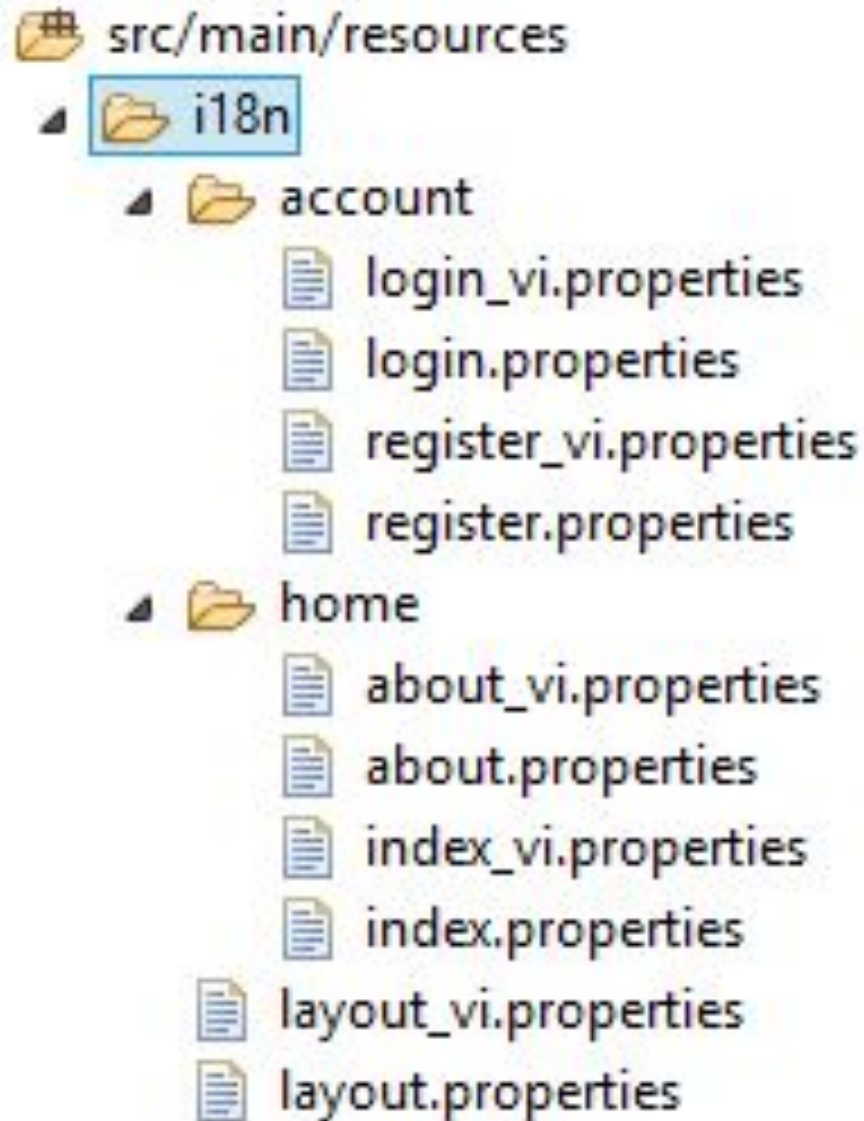 src/main/resources
i18n
account
login_vi.properties
login.properties
register_vi.properties
register.properties
home
about_vi.properties
about.properties
index_vi.properties
index.properties
layout_vi.properties
layout.properties